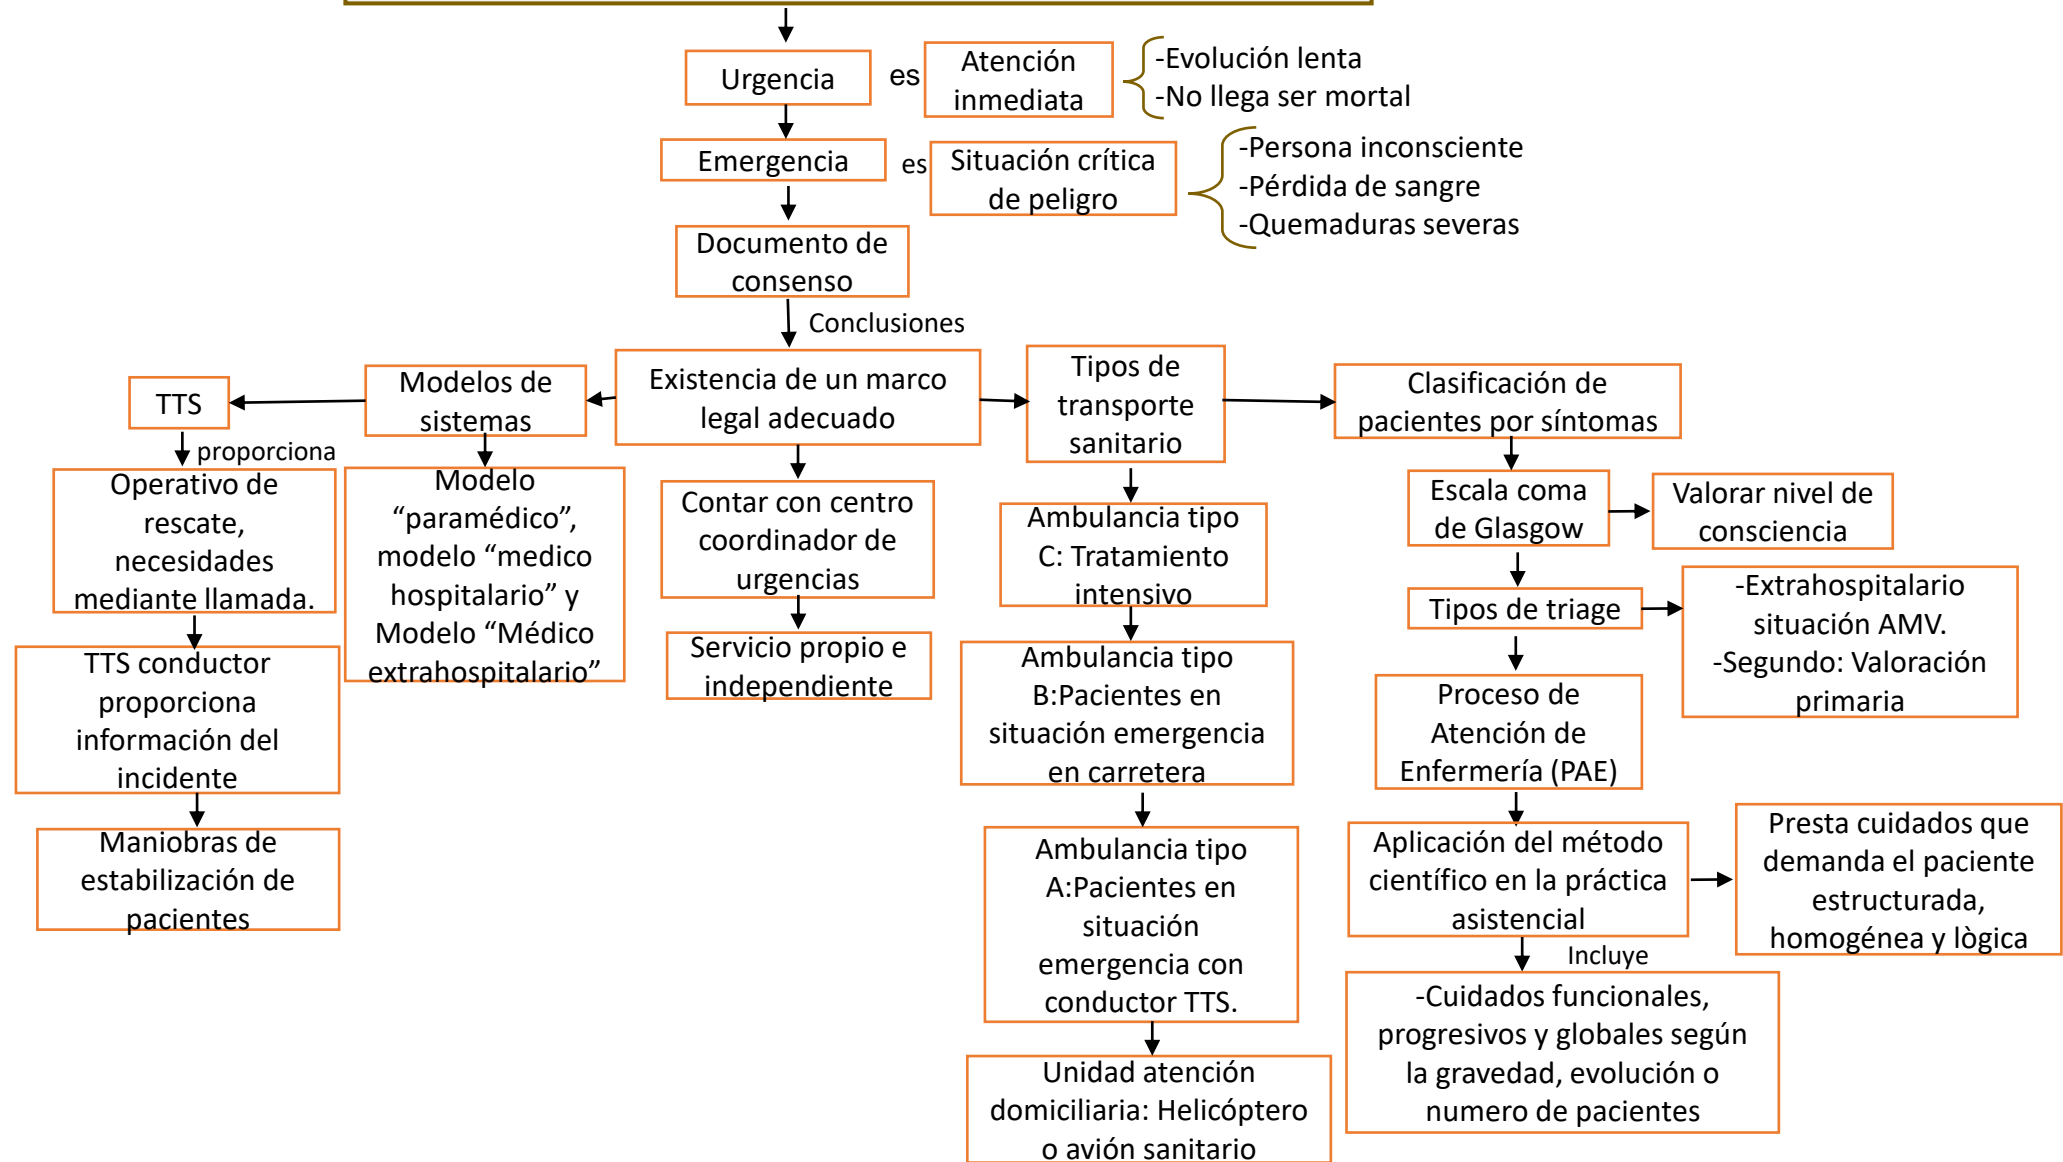 Urgencia
es
Atención
inmediata
-Evolución lenta
-No llega ser mortal
Emergencia
es
Situación crítica
de peligro
-Persona inconsciente
-Pérdida de sangre
-Quemaduras severas
Documento de
consenso
Conclusiones
TTS
Modelos de
sistemas
Existencia de un marco
legal adecuado
Tipos de
transporte
sanitario
Clasificación de
pacientes por síntomas
proporciona
Operativo de
rescate,
necesidades
mediante llamada.
TTS conductor
proporciona
información del
incidente
Maniobras de
estabilización de
pacientes
Modelo
“paramédico”,
modelo “medico
hospitalario” y
Modelo “Médico
extrahospitalario”
Contar con centro
coordinador de
urgencias
Servicio propio e
independiente
Ambulancia tipo
C: Tratamiento
intensivo
Ambulancia tipo
B:Pacientes en
situación emergencia
en carretera
Ambulancia tipo
A:Pacientes en
situación
emergencia con
conductor TTS.
Unidad atención
domiciliaria: Helicóptero
o avión sanitario
Escala coma
de Glasgow
Valorar nivel de
consciencia
Tipos de triage
-Extrahospitalario
situación AMV.
-Segundo: Valoración
primaria
Proceso de
Atención de
Enfermería (PAE)
Aplicación del método
científico en la práctica
asistencial
Presta cuidados que
demanda el paciente
estructurada,
homogénea y lògica
Incluye
-Cuidados funcionales,
progresivos y globales según
la gravedad, evolución o
numero de pacientes